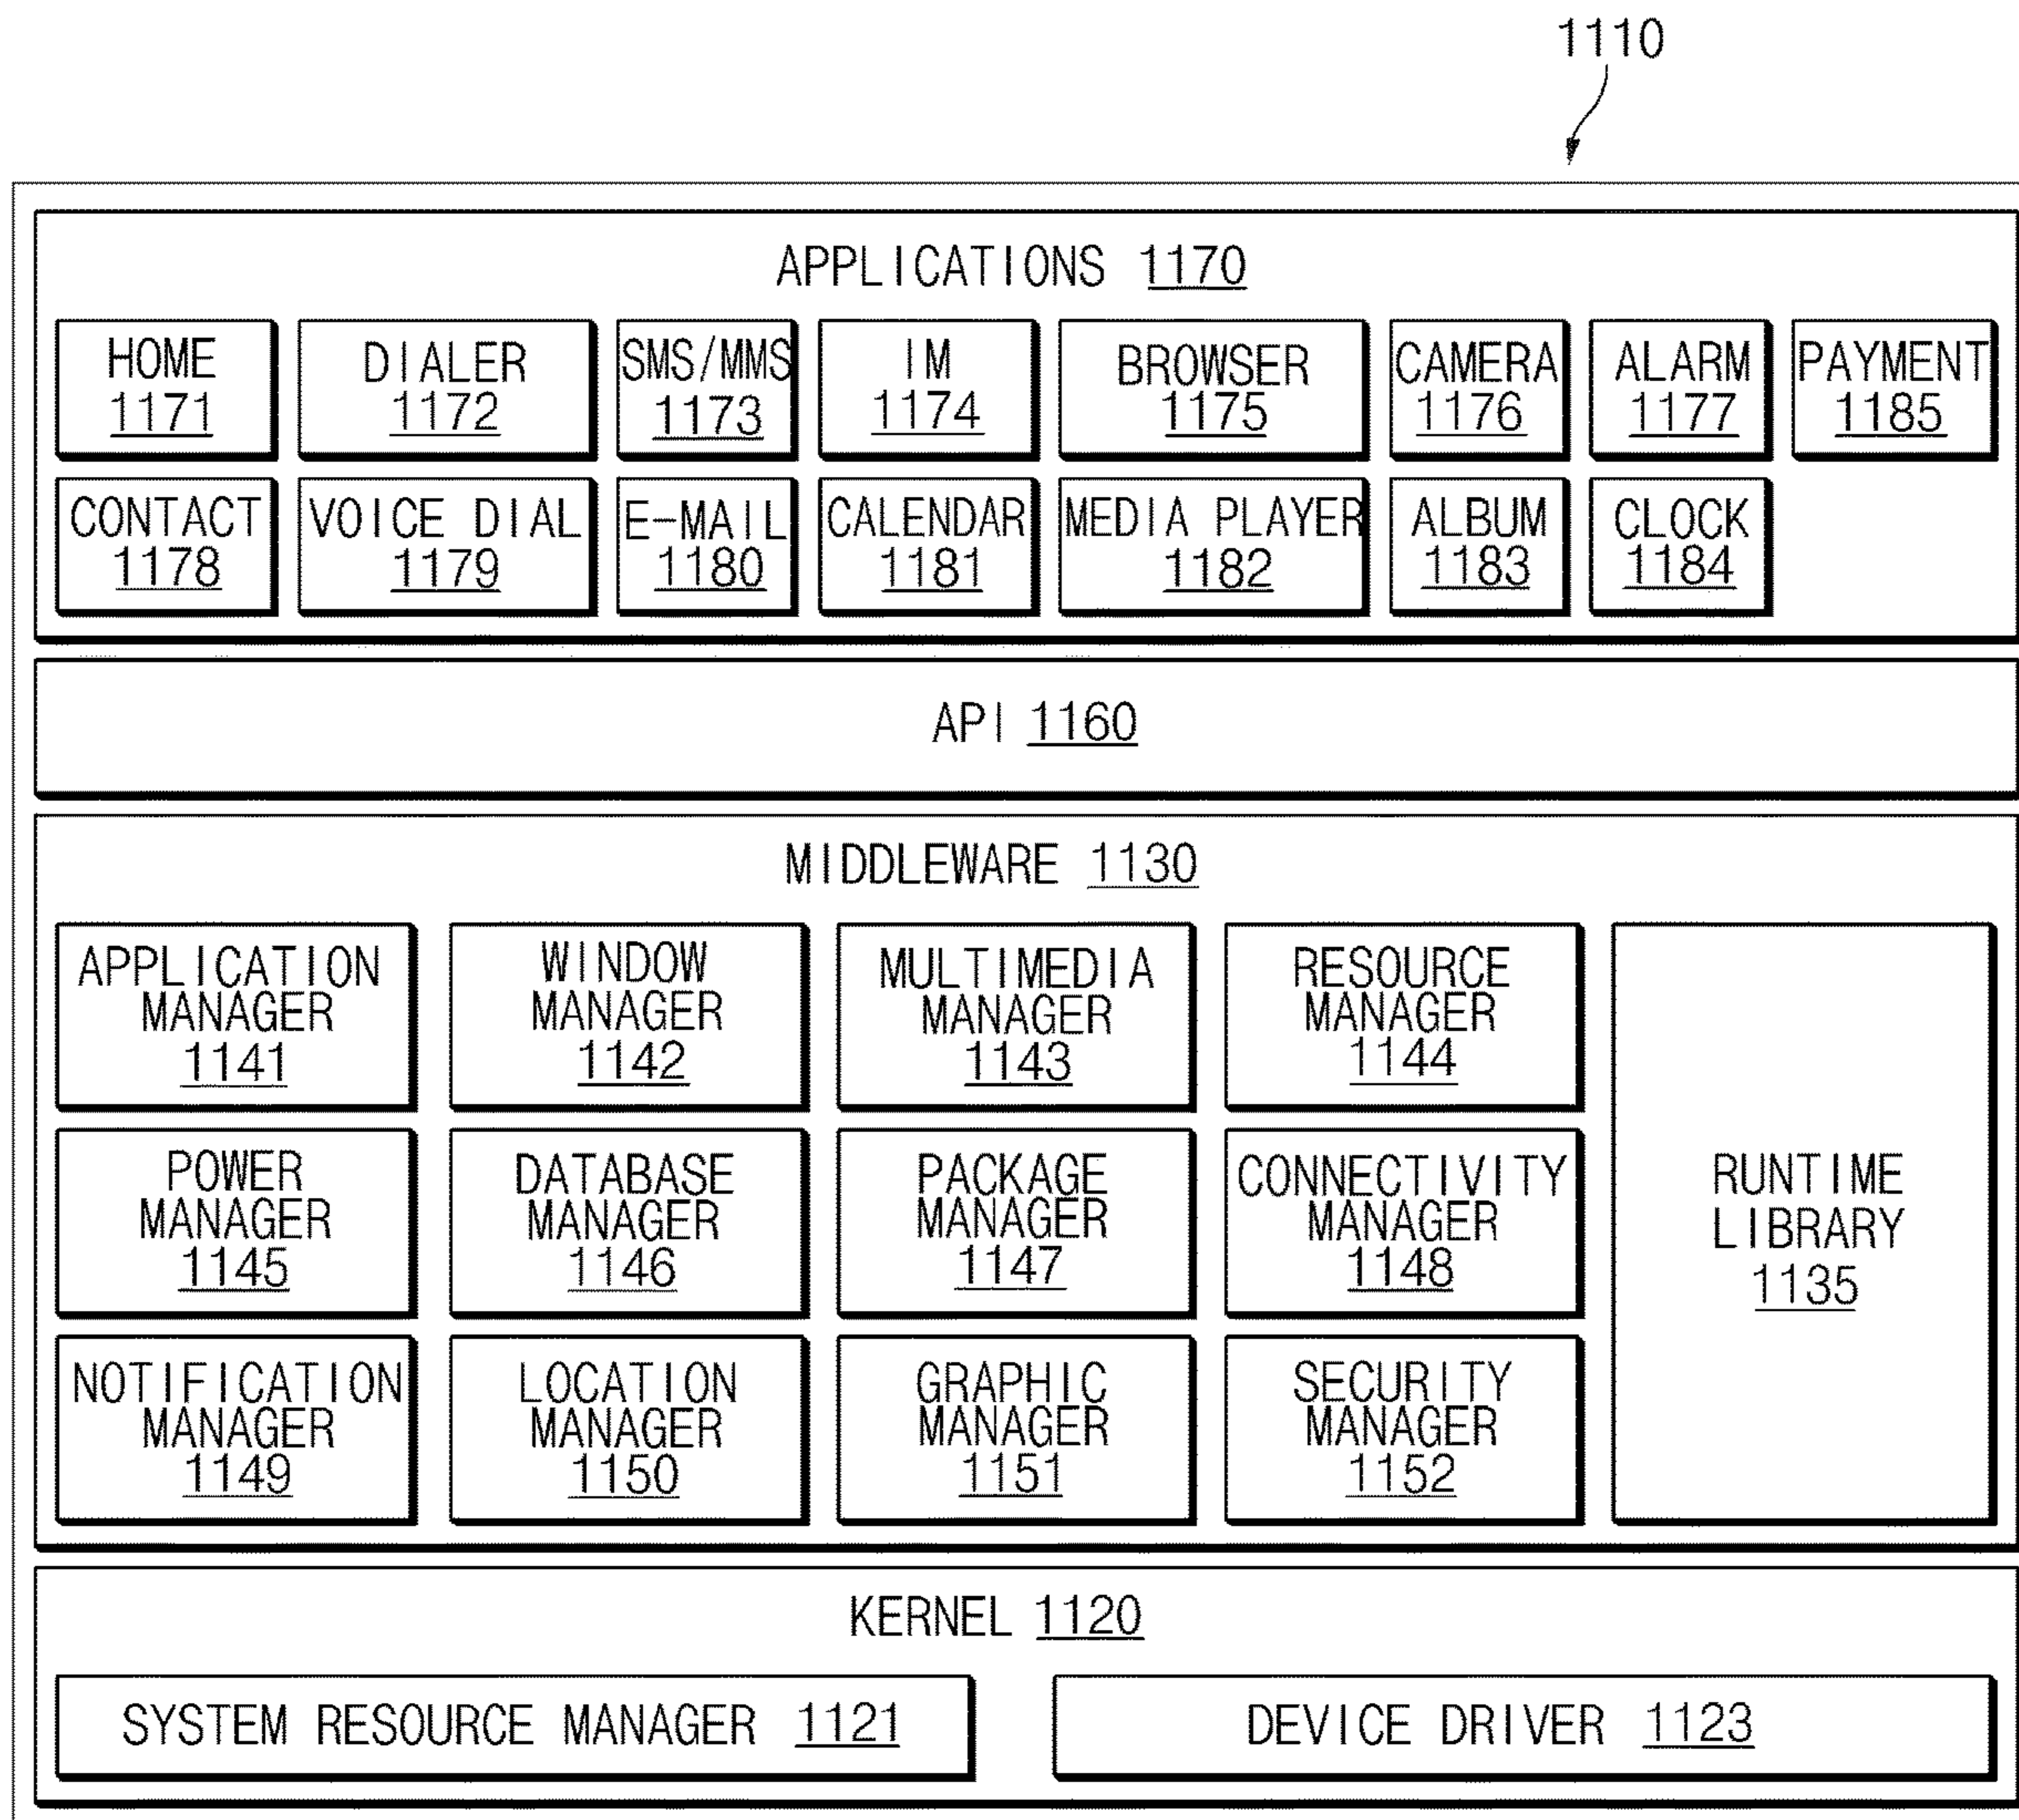 1110
APPLICATIONS 1170
HOME
1171
DIALER
1172
SMS/MMS
1173
IM
1174
BROWSER
1175
CAMERA
1176
ALARM
1177
PAYMENT
1185
CONTACT
1178
VOICE DIAL
1179
E-MAIL
1180
CALENDAR
1181
MEDIA PLAYER
1182
ALBUM
1183
CLOCK
1184
API 1160
MIDDLEWARE 1130
APPLICATION
MANAGER
1141
WINDOW
MANAGER
1142
MULTIMEDIA
MANAGER
1143
RESOURCE
MANAGER
1144
POWER
MANAGER
1145
DATABASE
MANAGER
1146
PACKAGE
MANAGER
1147
CONNECTIVITY
MANAGER
1148
NOTIFICATION
MANAGER
1149
LOCATION
MANAGER
1150
GRAPHIC
MANAGER
1151
SECURITY
MANAGER
1152
RUNTIME
LIBRARY
1135
KERNEL 1120
SYSTEM RESOURCE MANAGER 1121
DEVICE DRIVER 1123